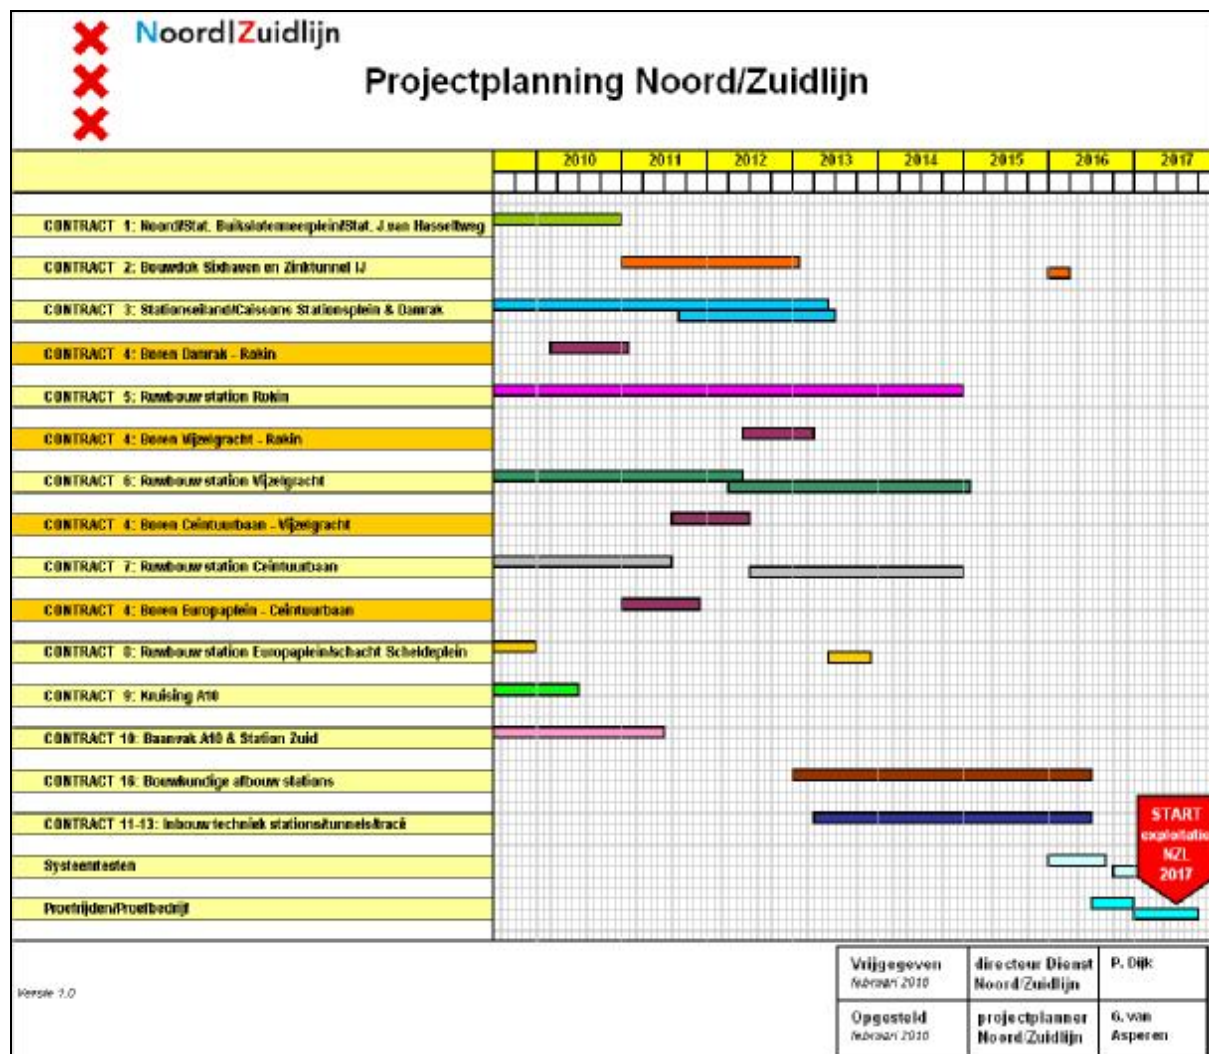 Noord|Zuidlijn
Projectplanning Noord/Zuidlijn
2010 2011 2012 2013 2014 2015 2016 2017
CONTRACT 1: Noord/Stat. Buikslotermeerplein/Stat. J.van Hasseltweg
CONTRACT 2: Bouwdok Sixhaven en Zinktunnel IJ
CONTRACT 3: Stationseiland/Caissons Stationsplein & Damrak
CONTRACT 4: Boren Damrak - Rokin
CONTRACT 5: Ruwbouw station Rokin
CONTRACT 4: Boren Vijzelgracht - Rokin
CONTRACT 6: Ruwbouw station Vijzelgracht
CONTRACT 4: Boren Ceintuurbaan - Vijzelgracht
CONTRACT 7: Ruwbouw station Ceintuurbaan
CONTRACT 4: Boren Europaplein - Ceintuurbaan
CONTRACT 8: Ruwbouw station Europaplein/schacht Scheldeplein
CONTRACT 9: Kruising A10
CONTRACT 10: Baanvak A10 & Station Zuid
CONTRACT 16: Bouwkundige afbouw stations
CONTRACT 11-13: Inbouw techniek stations/tunnels/tracé
Systeemtesten
Proefrijden/Proefbedrijf
START
exploitatie
NZL
2017
Versie 1.0
Vrijgegeven
februari 2010
directeur Dienst
Noord/Zuidlijn
P. Dijk
Opgesteld
februari 2010
projectplanner
Noord/Zuidlijn
G. van
Asperen